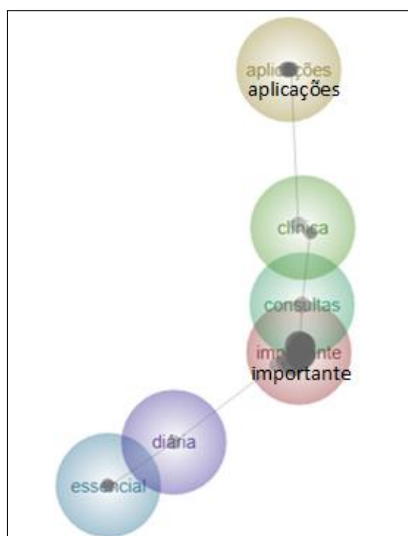 aplicações
aplicações
clínica
consultas
importante
importante
diária
essencial